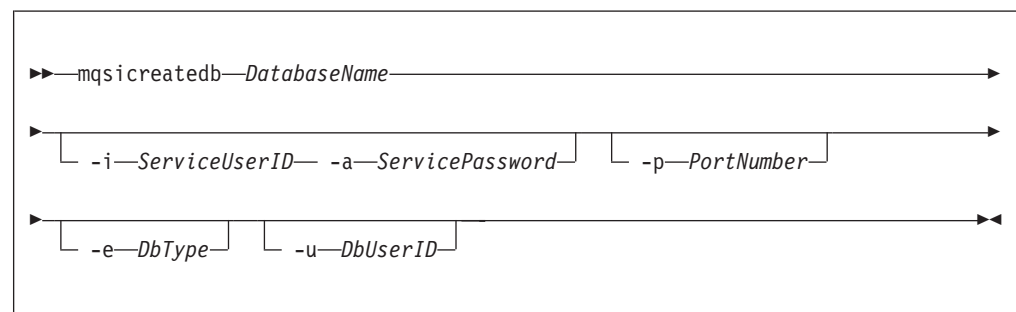 mqsicreatedb DatabaseName
-i ServiceUserID -a ServicePassword -p PortNumber
-e DbType -u DbUserID